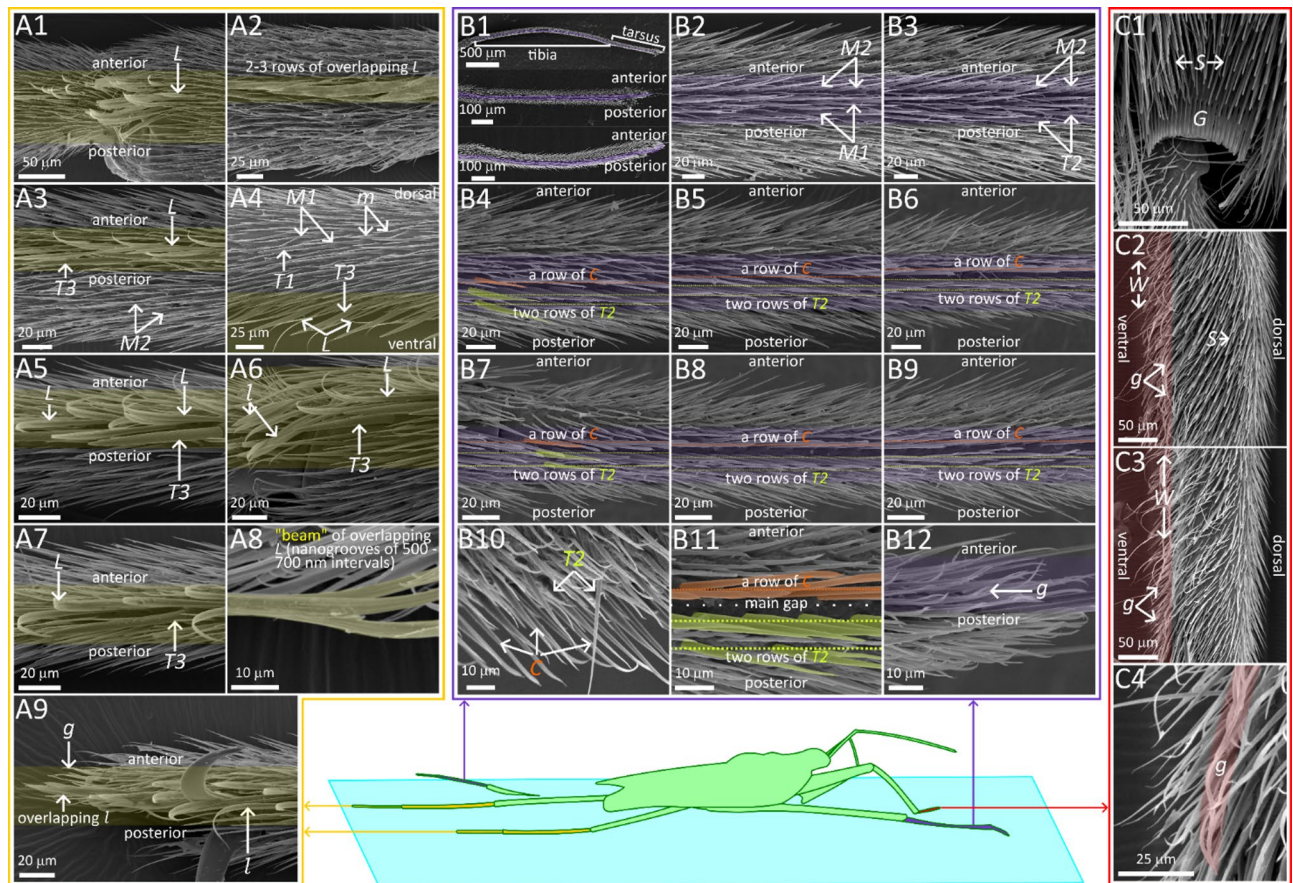 A1
anterior
L
posterior
50 μm
A2
2-3 rows of overlapping l
25 μm
A3
anterior
L
T3
posterior
M2
20 μm
A4
M1
m
dorsal
T1
T3
L
25 μm
ventral
A5
anterior
L
L
posterior
T3
20 μm
A6
L
l
T3
20 μm
A7
anterior
L
posterior
T3
20 μm
A8
"beam" of overlapping
L (nanogrooves of 500 -
700 nm intervals)
10 μm
A9
g
anterior
overlapping l
posterior
l
20 μm
B1
tarsus
500 μm
tibia
anterior
posterior
100 μm
anterior
posterior
100 μm
B2
M2
anterior
posterior
M1
20 μm
B3
M2
anterior
posterior
T2
20 μm
B4
anterior
a row of C
two rows of T2
20 μm
posterior
B5
anterior
a row of C
two rows of T2
20 μm
posterior
B6
anterior
a row of C
two rows of T2
20 μm
posterior
B7
anterior
a row of C
two rows of T2
20 μm
posterior
B8
anterior
a row of C
two rows of T2
20 μm
posterior
B9
anterior
a row of C
two rows of T2
20 μm
posterior
B10
T2
C
10 μm
B11
anterior
a row of C
main gap
two rows of T2
10 μm
posterior
B12
anterior
g
posterior
10 μm
C1
S
G
50 μm
C2
W
ventral
S
dorsal
g
50 μm
C3
W
ventral
dorsal
g
50 μm
C4
g
25 μm